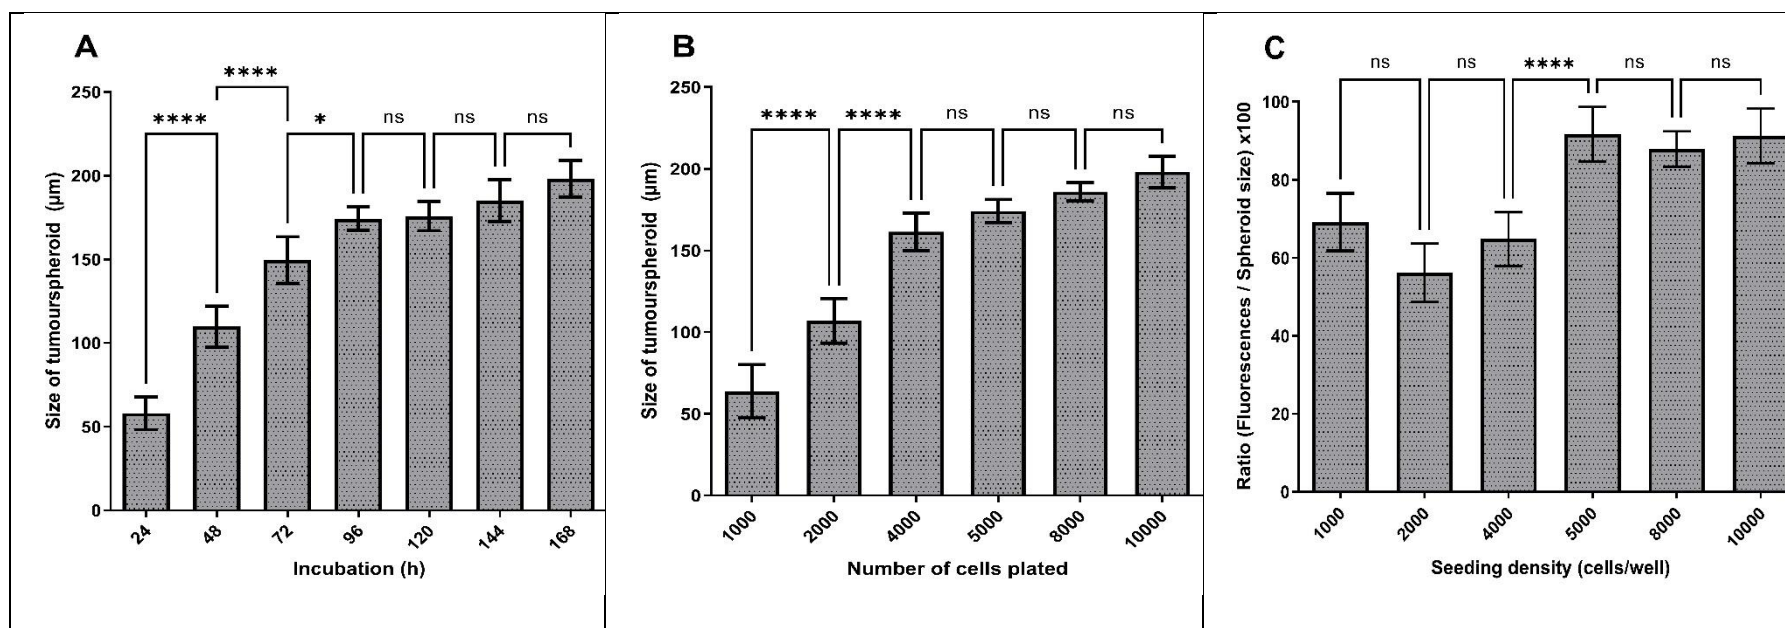 A
Size of tumourspheroid (µm)
250
200
150
100
50
0
**** **** * ns ns ns
24 48 72 96 120 144 168
Incubation (h)
B
Size of tumourspheroid (µm)
250
200
150
100
50
0
**** **** ns ns ns
1000 2000 4000 5000 8000 10000
Number of cells plated
C
Ratio (Fluorescences / Spheroid size) x100
100
80
60
40
20
0
ns ns **** ns ns
1000 2000 4000 5000 8000 10000
Seeding density (cells/well)